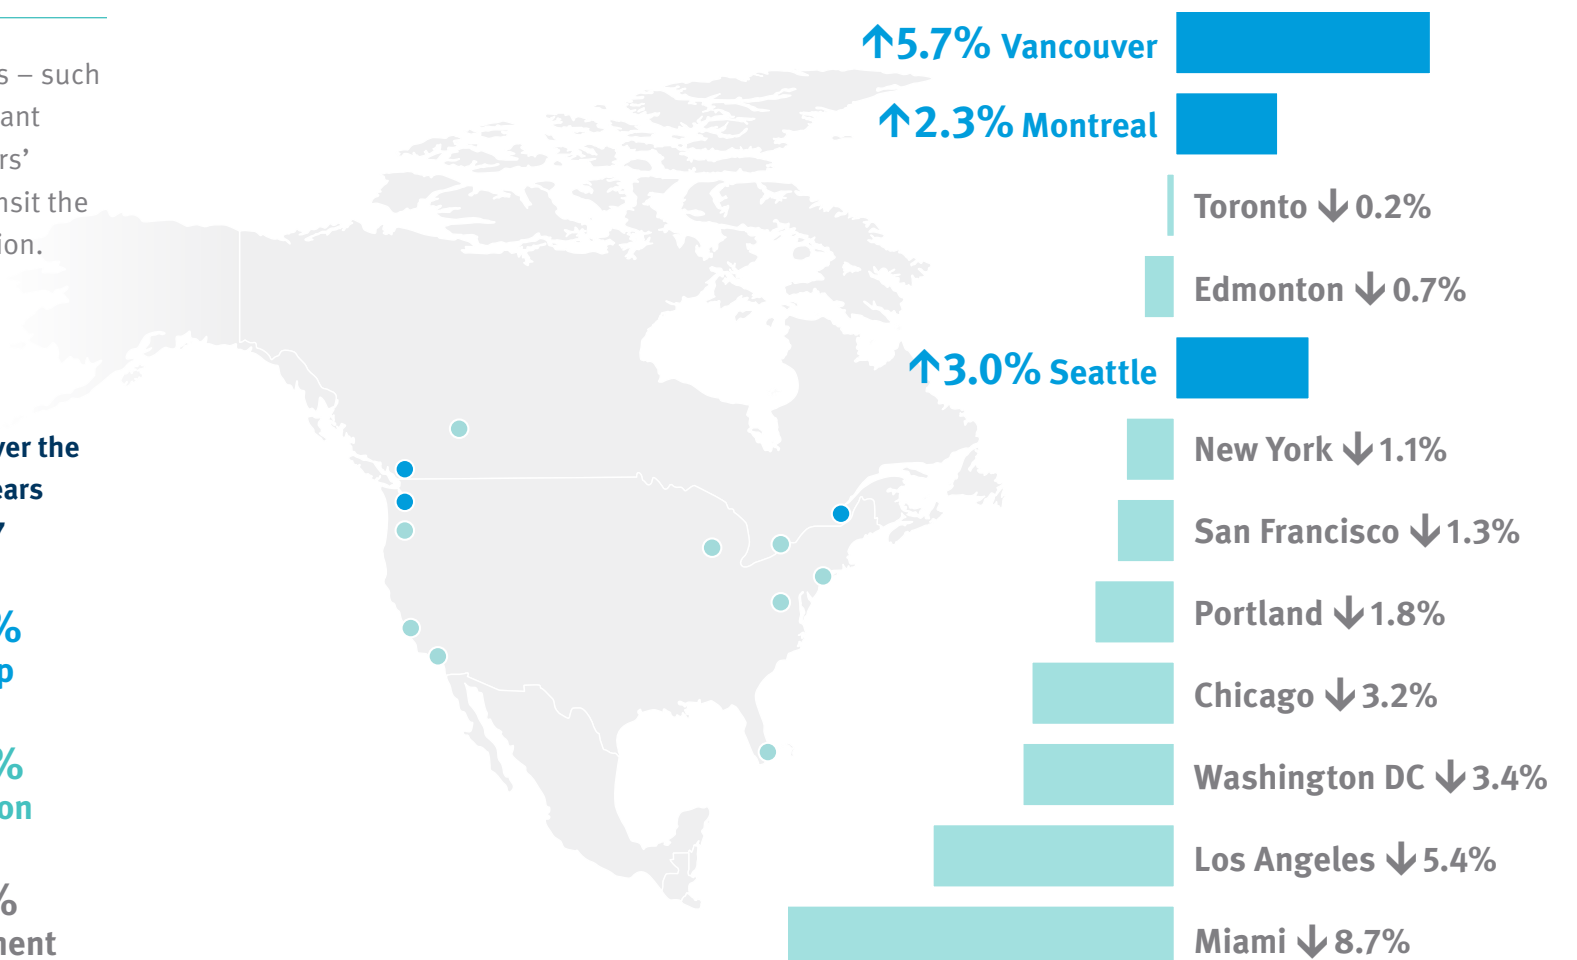 s – such
ant
rs’
nsit the
ion.
ver the
ears
%
p
%
on
%
nent
↑5.7% Vancouver
↑2.3% Montreal
Toronto ↓ 0.2%
Edmonton ↓ 0.7%
↑3.0% Seattle
New York ↓ 1.1%
San Francisco ↓ 1.3%
Portland ↓ 1.8%
Chicago ↓ 3.2%
Washington DC ↓ 3.4%
Los Angeles ↓ 5.4%
Miami ↓ 8.7%